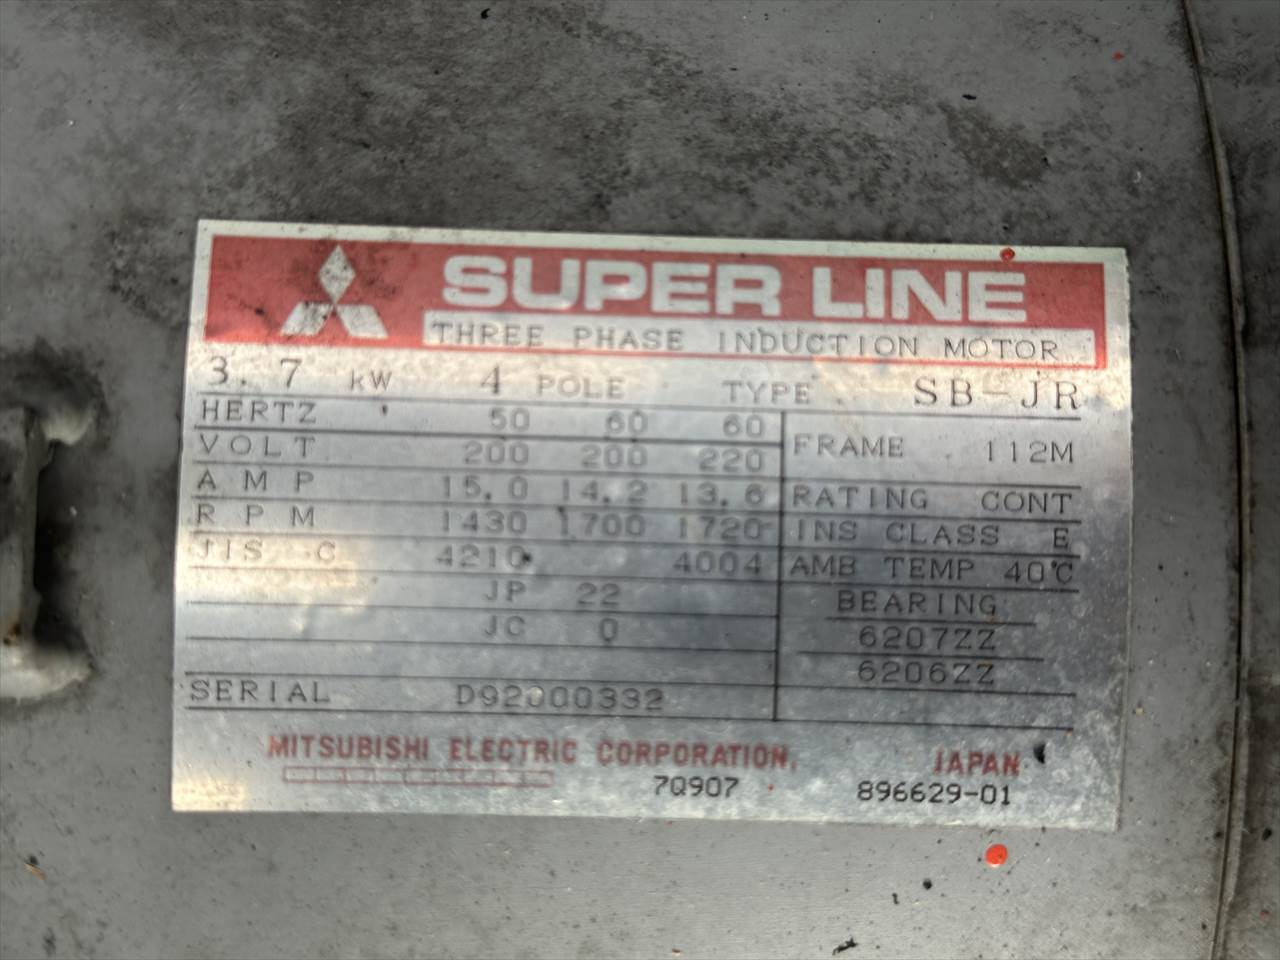 SUPER LINE
THREE PHASE INDUCTION MOTOR
3.7 kW 4 POLE TYPE SB-JR
HERTZ 50 60 60
VOLT 200 200 220
AMP 15.0 14.2 13.6
RPM 1430 1700 1720
JIS C 4210 4004
JP 22
JC 0
SERIAL D92000332
FRAME 112M
RATING CONT
INS CLASS E
AMB TEMP 40°C
BEARING
6207ZZ
6206ZZ
MITSUBISHI ELECTRIC CORPORATION, JAPAN
7Q907 896629-01